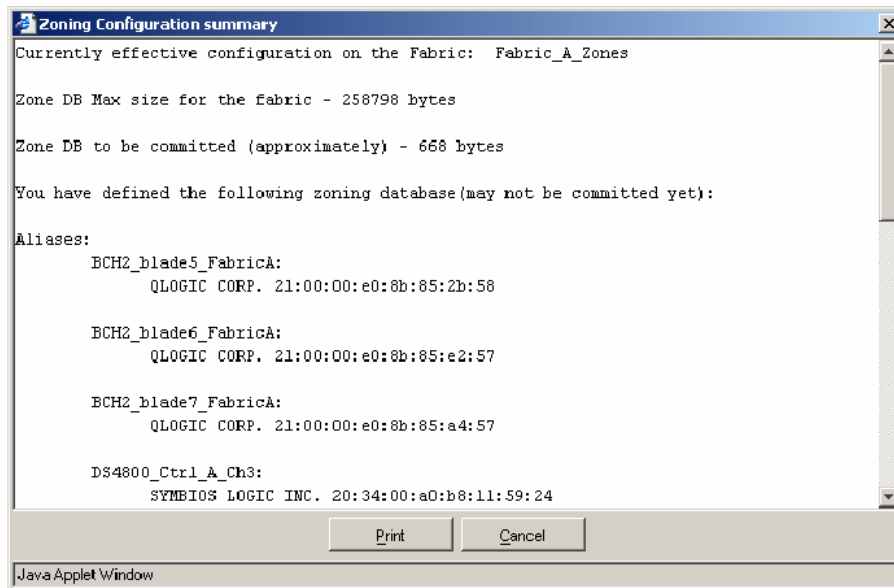 Zoning Configuration summary
Currently effective configuration on the Fabric:  Fabric_A_Zones
Zone DB Max size for the fabric - 258798 bytes
Zone DB to be committed (approximately) - 668 bytes
You have defined the following zoning database(may not be committed yet):
Aliases:
BCH2_blade5_FabricA:
QLOGIC CORP. 21:00:00:e0:8b:85:2b:58
BCH2_blade6_FabricA:
QLOGIC CORP. 21:00:00:e0:8b:85:e2:57
BCH2_blade7_FabricA:
QLOGIC CORP. 21:00:00:e0:8b:85:a4:57
DS4800_Ctrl_A_Ch3:
SYMBIOS LOGIC INC. 20:34:00:a0:b8:11:59:24
Print Cancel
Java Applet Window